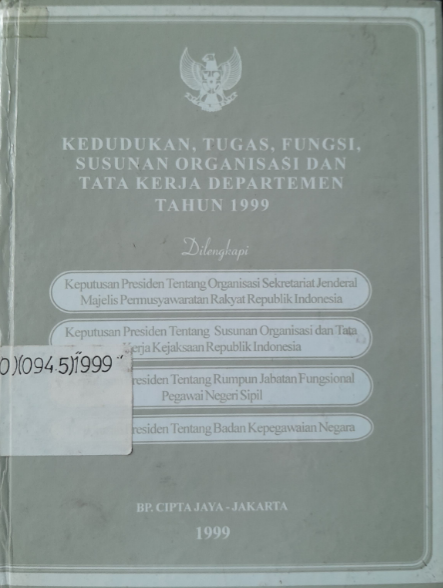 KEDUDUKAN, TUGAS, FUNGSI,
SUSUNAN ORGANISASI DAN
TATA KERJA DEPARTEMEN
TAHUN 1999
Dilengkapi
Keputusan Presiden Tentang Organisasi Sekretariat Jenderal
Majelis Permusyawaratan Rakyat Republik Indonesia
Keputusan Presiden Tentang Susunan Organisasi dan Tata
Kerja Kejaksaan Republik Indonesia
0)(094.5)"1999"
residen Tentang Rumpun Jabatan Fungsional
Pegawai Negeri Sipil
residen Tentang Badan Kepegawaian Negara
BP. CIPTA JAYA - JAKARTA
1999